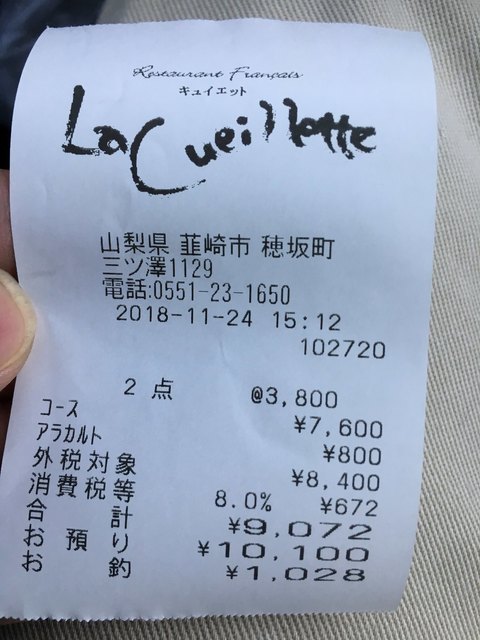 Restaurant Français
キュイエット
La Cueillette
山梨県 韮崎市 穂坂町
三ツ澤1129
電話:0551-23-1650
2018-11-24 15:12
102720
2点 @3,800
コース ¥7,600
アラカルト ¥800
外税対象 ¥8,400
消費税等 8.0% ¥672
合計 ¥9,072
お預り ¥10,100
お釣 ¥1,028